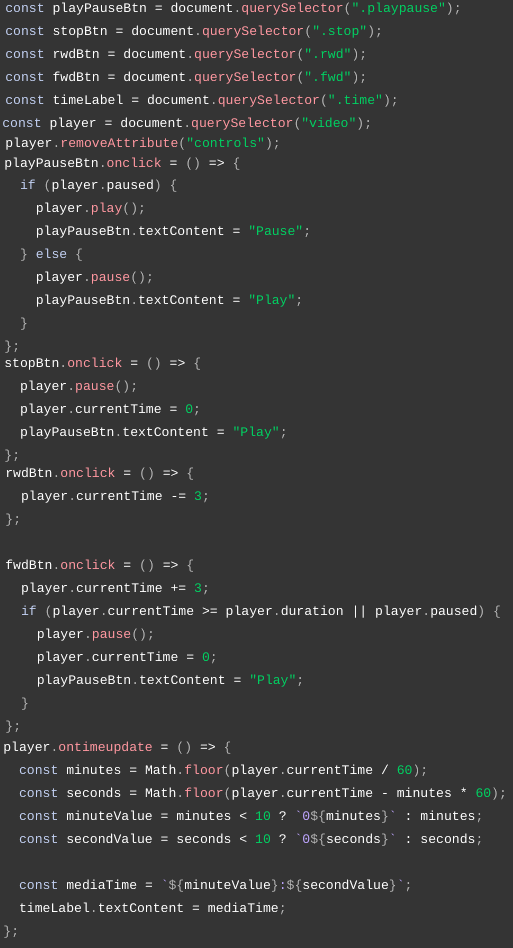 const playPauseBtn = document.querySelector(".playpause");
const stopBtn = document.querySelector(".stop");
const rwdBtn = document.querySelector(".rwd");
const fwdBtn = document.querySelector(".fwd");
const timeLabel = document.querySelector(".time");
const player = document.querySelector("video");
player.removeAttribute("controls");
playPauseBtn.onclick = () => {
  if (player.paused) {
    player.play();
    playPauseBtn.textContent = "Pause";
  } else {
    player.pause();
    playPauseBtn.textContent = "Play";
  }
};
stopBtn.onclick = () => {
  player.pause();
  player.currentTime = 0;
  playPauseBtn.textContent = "Play";
};
rwdBtn.onclick = () => {
  player.currentTime -= 3;
};

fwdBtn.onclick = () => {
  player.currentTime += 3;
  if (player.currentTime >= player.duration || player.paused) {
    player.pause();
    player.currentTime = 0;
    playPauseBtn.textContent = "Play";
  }
};
player.ontimeupdate = () => {
  const minutes = Math.floor(player.currentTime / 60);
  const seconds = Math.floor(player.currentTime - minutes * 60);
  const minuteValue = minutes < 10 ? `0${minutes}` : minutes;
  const secondValue = seconds < 10 ? `0${seconds}` : seconds;

  const mediaTime = `${minuteValue}:${secondValue}`;
  timeLabel.textContent = mediaTime;
};